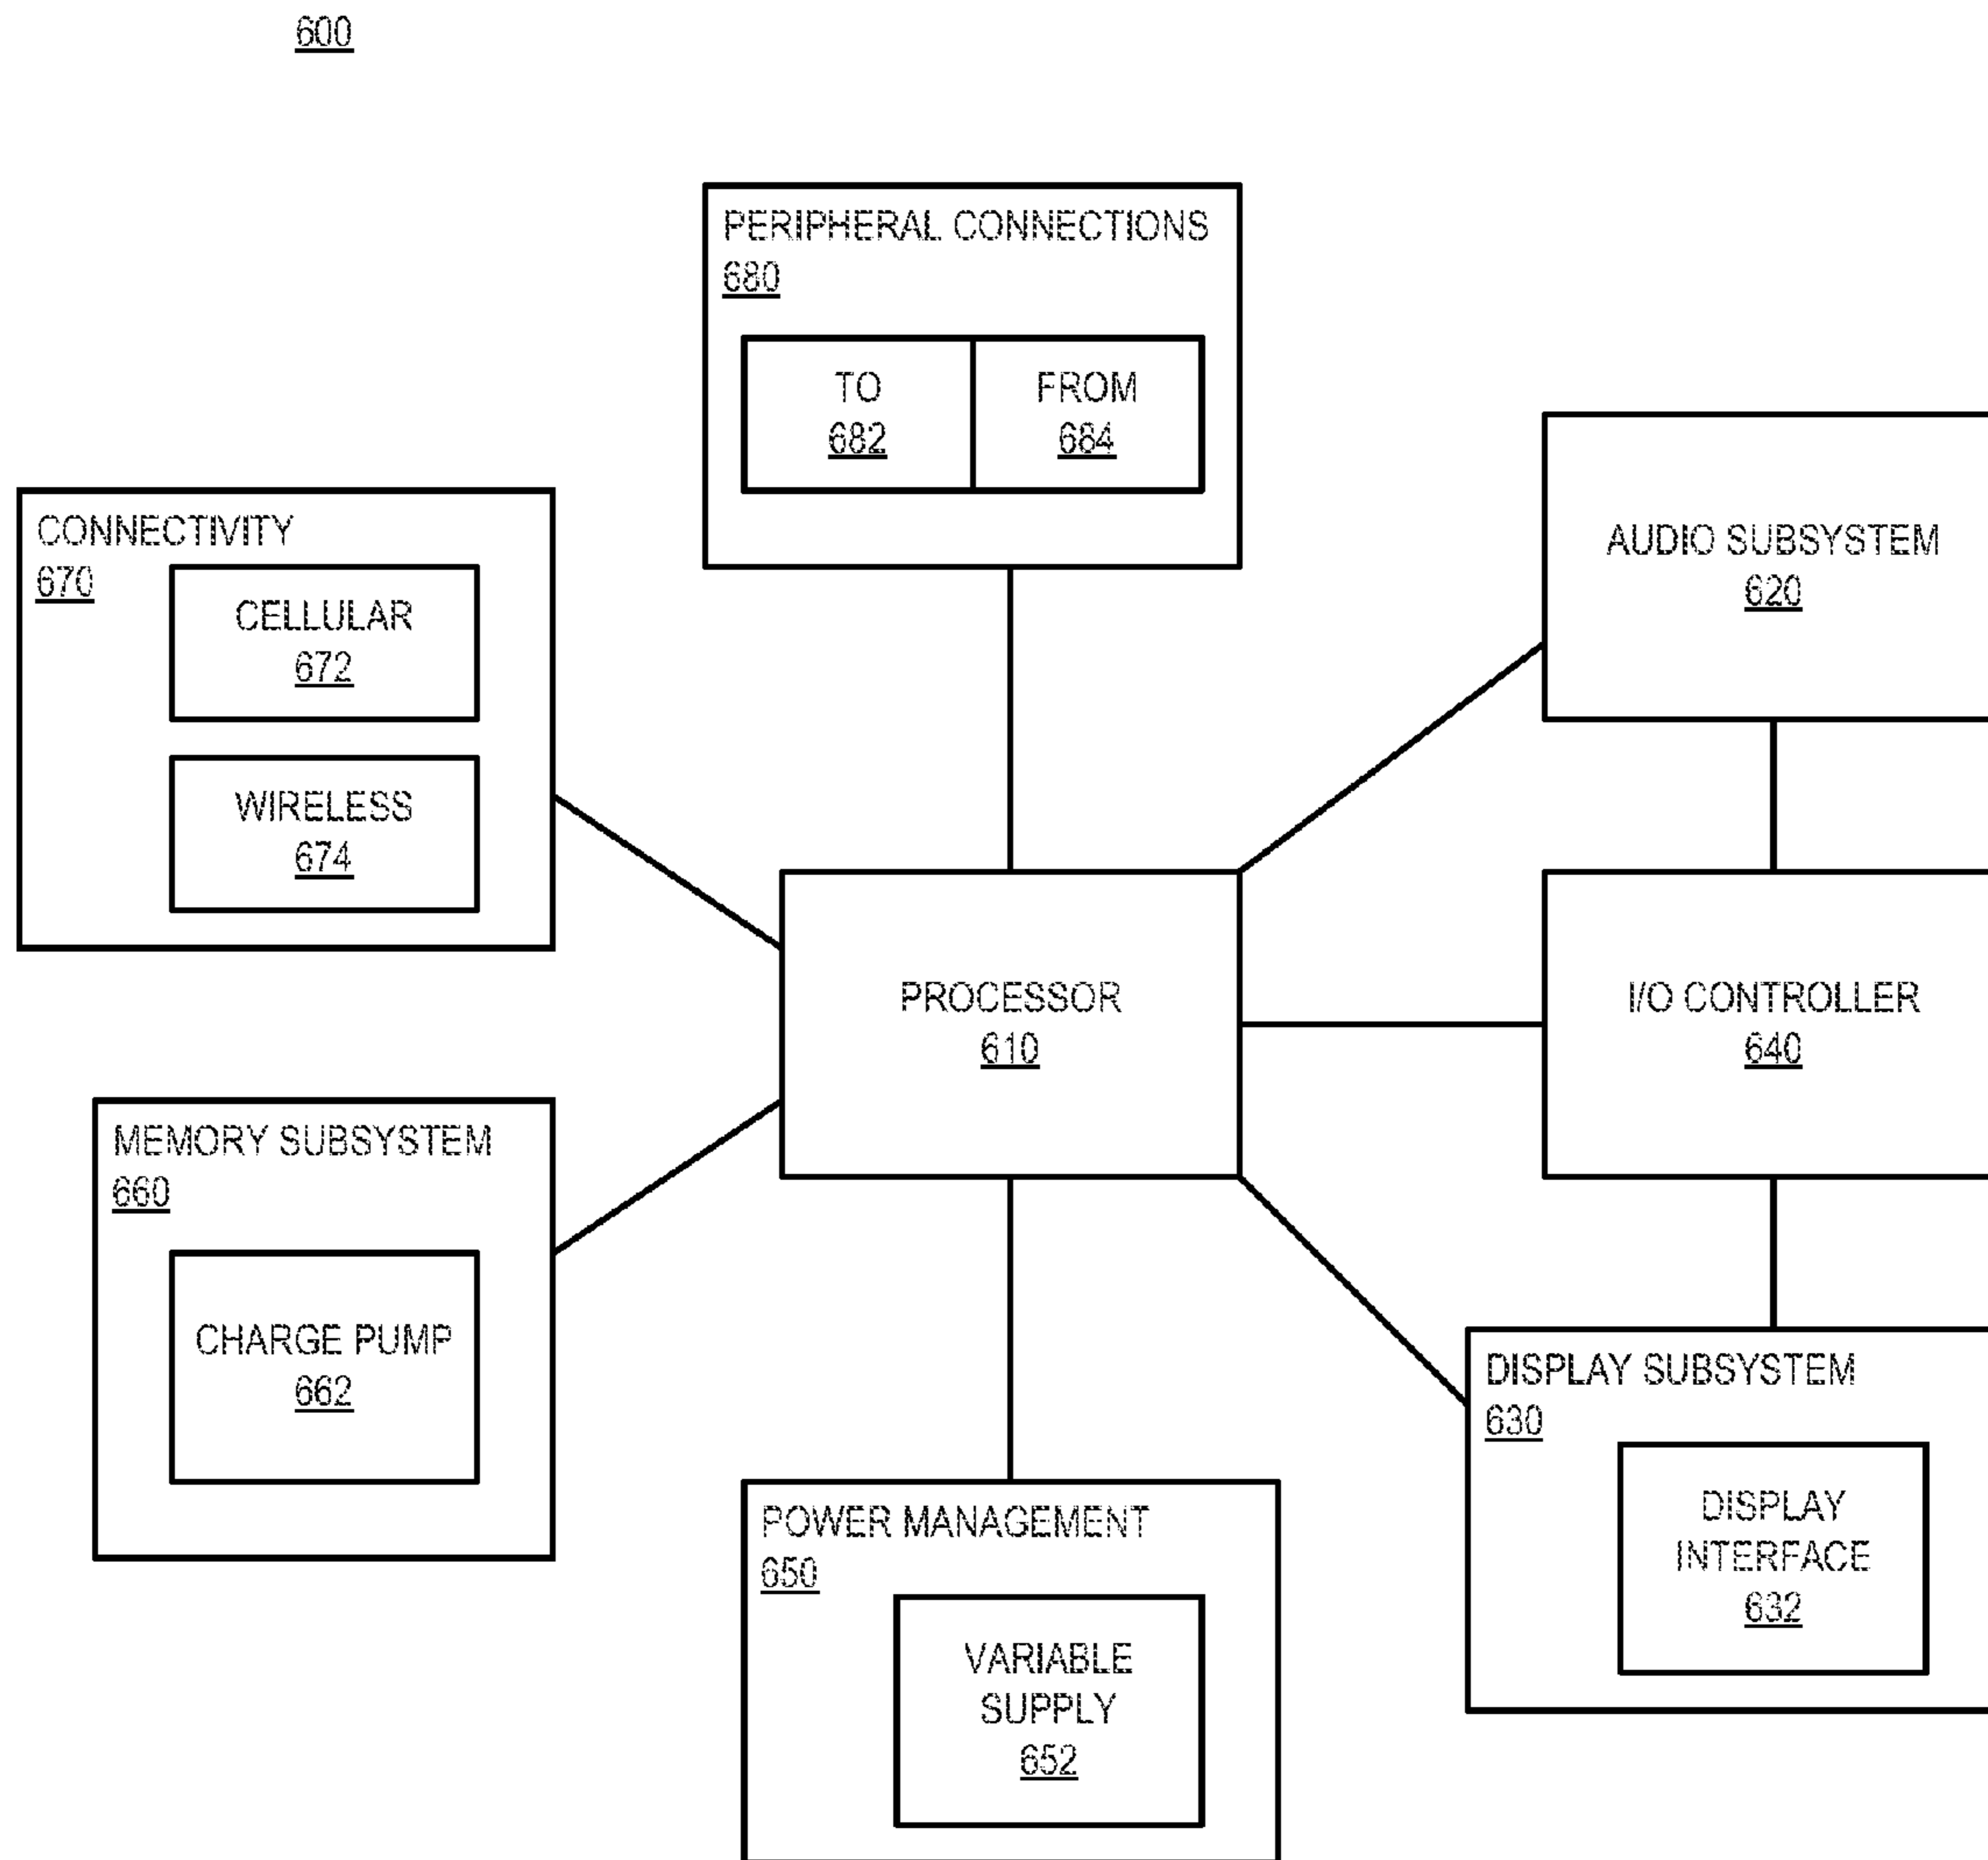 600
PERIPHERAL CONNECTIONS
680
TO
682
FROM
684
CONNECTIVITY
670
CELLULAR
672
WIRELESS
674
AUDIO SUBSYSTEM
620
PROCESSOR
610
I/O CONTROLLER
640
MEMORY SUBSYSTEM
660
CHARGE PUMP
662
POWER MANAGEMENT
650
VARIABLE
SUPPLY
652
DISPLAY SUBSYSTEM
630
DISPLAY
INTERFACE
632